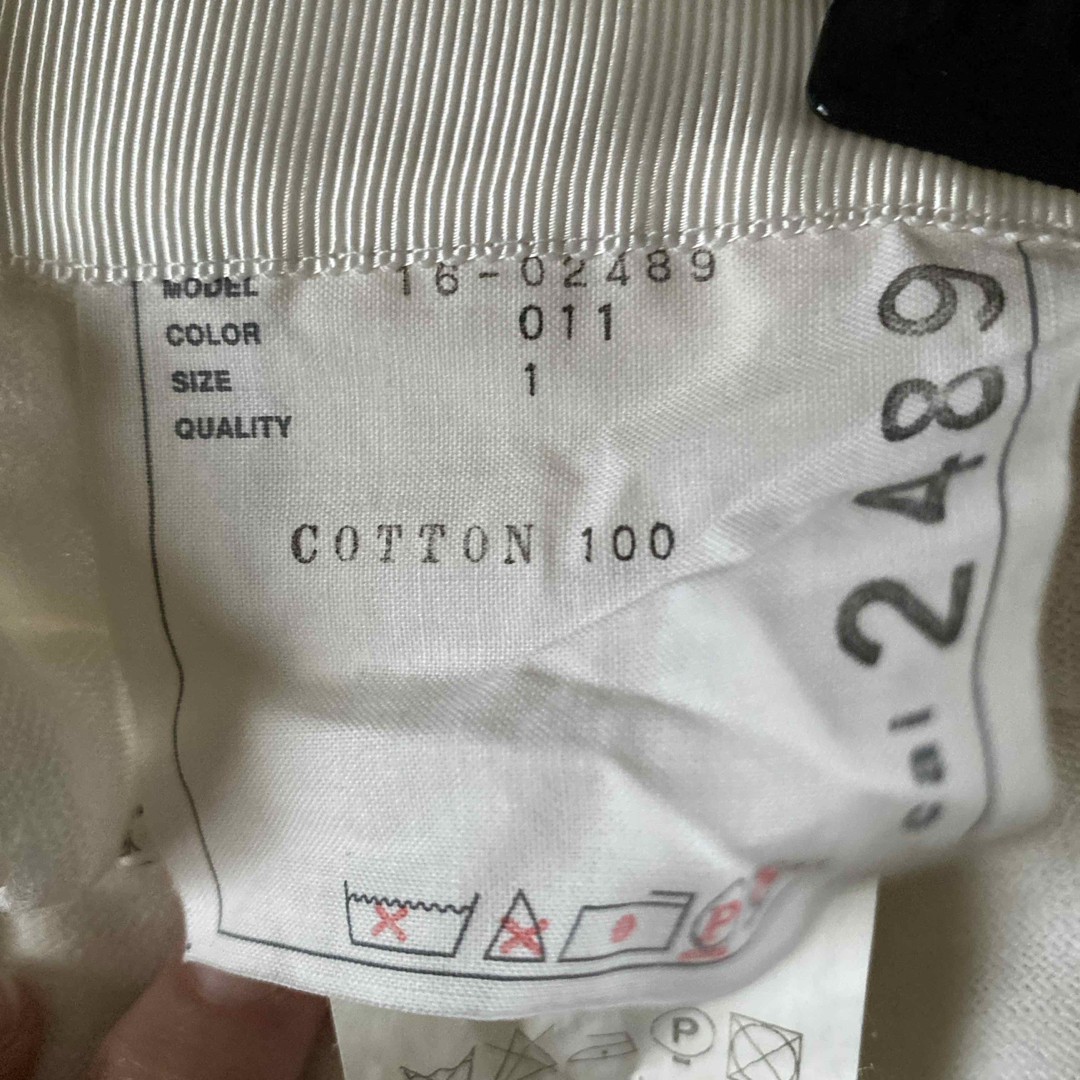 MODEL 16-02489
COLOR 011
SIZE 1
QUALITY
COTTON 100
2489
P
P